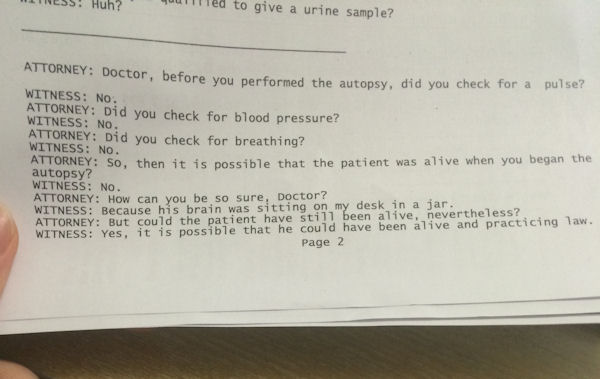 WITNESS: Huh?
qualified to give a urine sample?
ATTORNEY: Doctor, before you performed the autopsy, did you check for a pulse?
WITNESS: No.
ATTORNEY: Did you check for blood pressure?
WITNESS: No.
ATTORNEY: Did you check for breathing?
WITNESS: No.
ATTORNEY: So, then it is possible that the patient was alive when you began the
autopsy?
WITNESS: No.
ATTORNEY: How can you be so sure, Doctor?
WITNESS: Because his brain was sitting on my desk in a jar.
ATTORNEY: But could the patient have still been alive, nevertheless?
WITNESS: Yes, it is possible that he could have been alive and practicing law.
Page 2